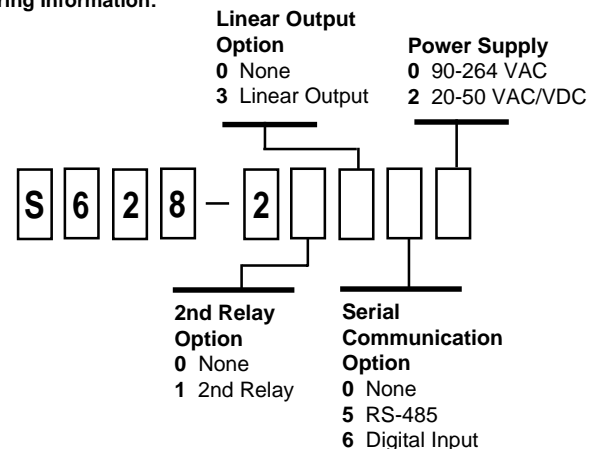 ring Information:
Linear Output
Option
0 None
3 Linear Output
Power Supply
0 90-264 VAC
2 20-50 VAC/VDC
S 6 2 8 – 2
2nd Relay
Option
0 None
1 2nd Relay
Serial
Communication
Option
0 None
5 RS-485
6 Digital Input